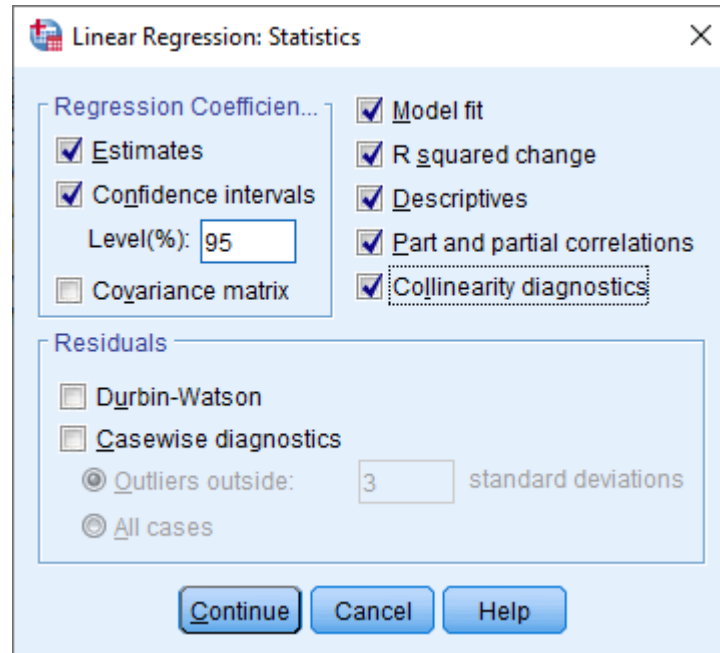 Linear Regression: Statistics
Regression Coefficien...
Estimates
Confidence intervals
Level(%): 95
Covariance matrix
Model fit
R squared change
Descriptives
Part and partial correlations
Collinearity diagnostics
Residuals
Durbin-Watson
Casewise diagnostics
Outliers outside: 3 standard deviations
All cases
Continue Cancel Help